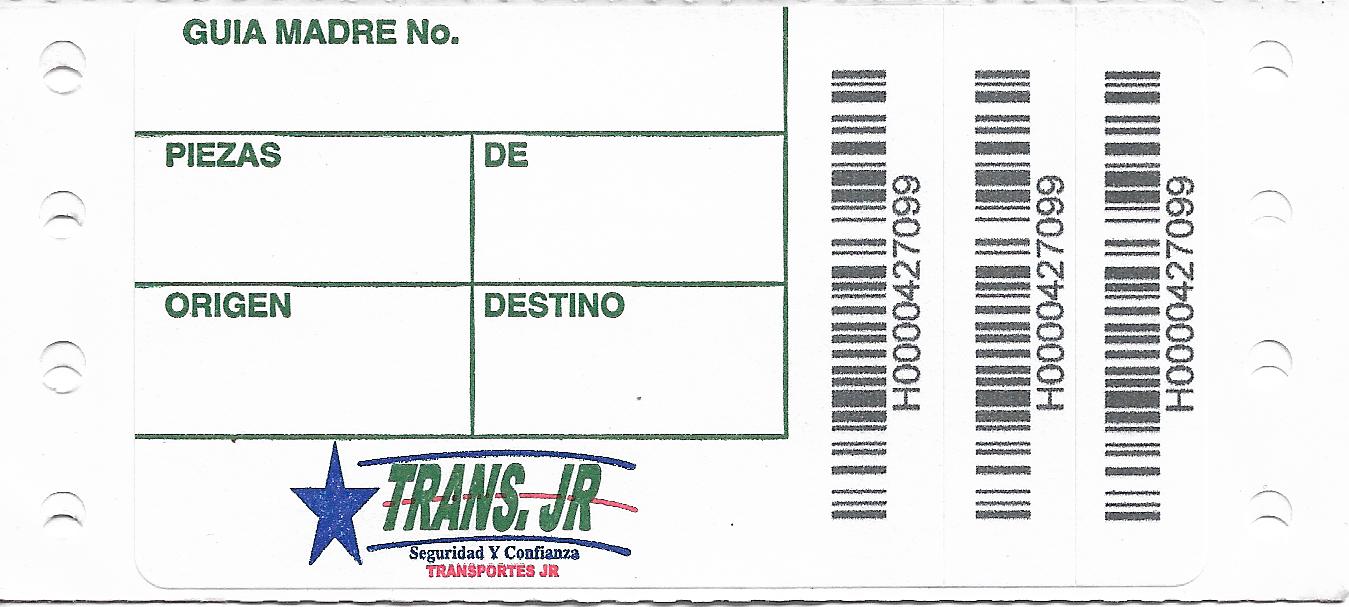 GUIA MADRE No.
PIEZAS
DE
ORIGEN
DESTINO
TRANS. JR
Seguridad Y Confianza
TRANSPORTES JR
H0000427099
H0000427099
H0000427099